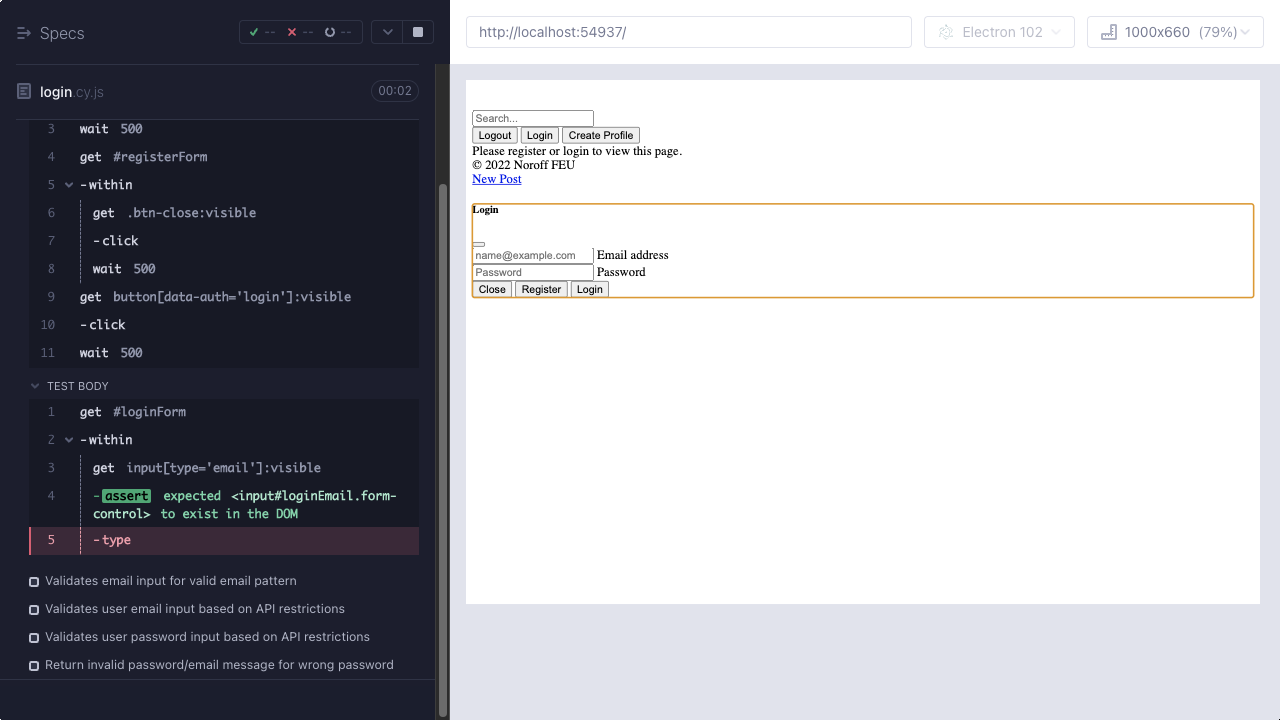 Specs
-- -- --
http://localhost:54937/
Electron 102
1000x660 (79%)
login.cy.js
00:02
3 wait 500
4 get #registerForm
5 -within
6 get .btn-close:visible
7 -click
8 wait 500
9 get button[data-auth='login']:visible
10 -click
11 wait 500
TEST BODY
1 get #loginForm
2 -within
3 get input[type='email']:visible
4 -assert expected <input#loginEmail.form-
control> to exist in the DOM
5 -type
Validates email input for valid email pattern
Validates user email input based on API restrictions
Validates user password input based on API restrictions
Return invalid password/email message for wrong password
Search...
Logout Login Create Profile
Please register or login to view this page.
© 2022 Noroff FEU
New Post
Login
name@example.com Email address
Password Password
Close Register Login